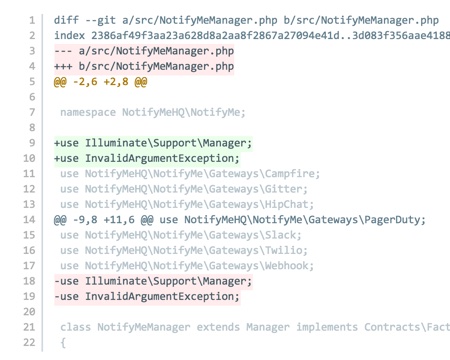 1 diff --git a/src/NotifyMeManager.php b/src/NotifyMeManager.php
2 index 2386af49f3aa23a628d8a2aa8f2867a27094e41d..3d083f356aae4188
3 --- a/src/NotifyMeManager.php
4 +++ b/src/NotifyMeManager.php
5 @@ -2,6 +2,8 @@
6
7 namespace NotifyMeHQ\NotifyMe;
8
9 +use Illuminate\Support\Manager;
10 +use InvalidArgumentException;
11 use NotifyMeHQ\NotifyMe\Gateways\Campfire;
12 use NotifyMeHQ\NotifyMe\Gateways\Gitter;
13 use NotifyMeHQ\NotifyMe\Gateways\HipChat;
14 @@ -9,8 +11,6 @@ use NotifyMeHQ\NotifyMe\Gateways\PagerDuty;
15 use NotifyMeHQ\NotifyMe\Gateways\Slack;
16 use NotifyMeHQ\NotifyMe\Gateways\Twilio;
17 use NotifyMeHQ\NotifyMe\Gateways\Webhook;
18 -use Illuminate\Support\Manager;
19 -use InvalidArgumentException;
20
21 class NotifyMeManager extends Manager implements Contracts\Fact
22 {